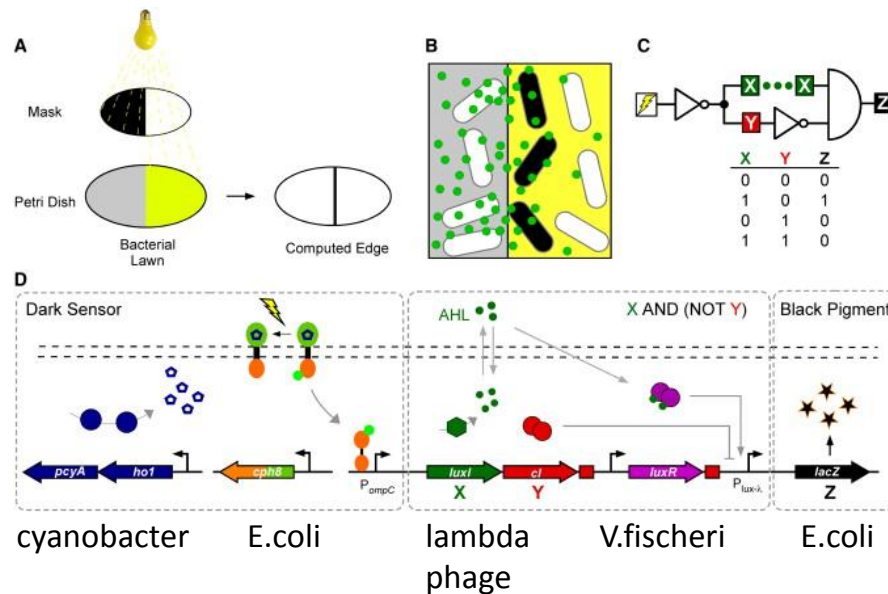 A
Mask
Petri Dish
Bacterial
Lawn
Computed Edge
B
C
X X
Y
Z
X Y Z
0 0 0
1 0 1
0 1 0
1 1 0
D
Dark Sensor
AHL
X AND (NOT Y)
Black Pigment
pcyA ho1 cph8 PompC luxI cI luxR Plux-λ lacZ
X Y Z
cyanobacter E.coli lambda V.fischeri E.coli
phage